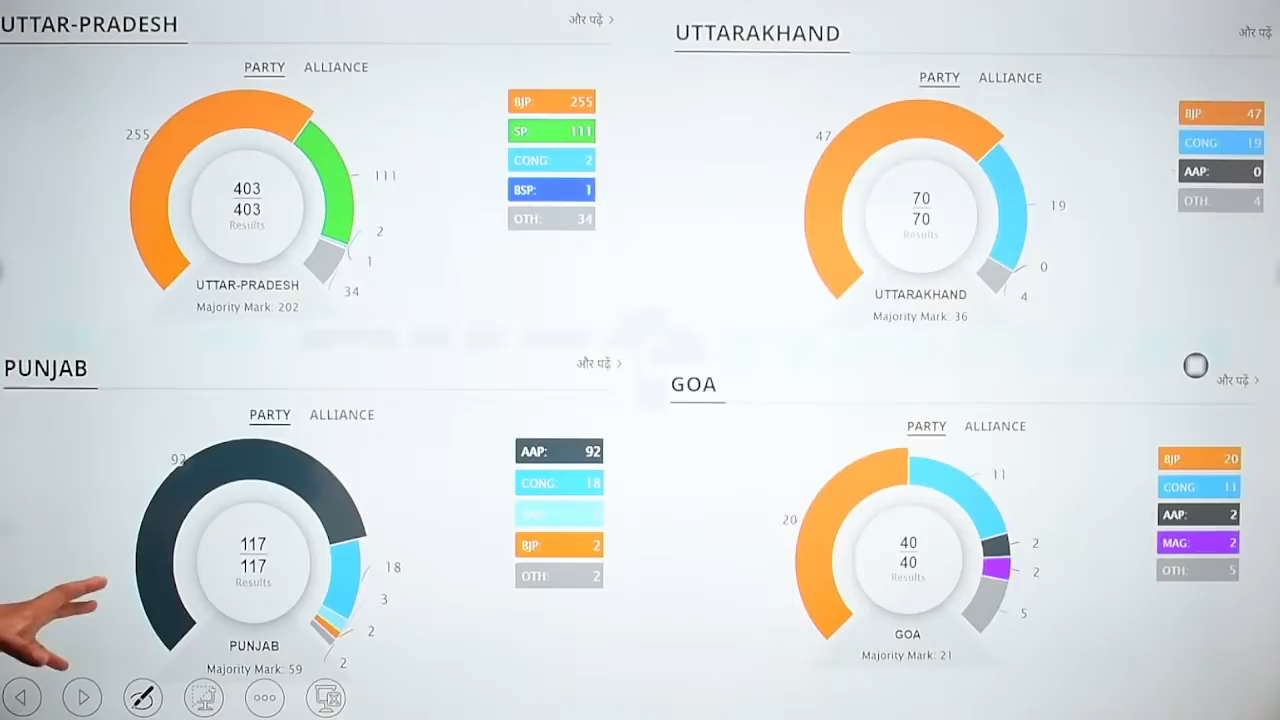 UTTAR-PRADESH
और पढ़ें >
PARTY ALLIANCE
255
111
2
1
34
403
403
Results
UTTAR-PRADESH
Majority Mark: 202
BJP: 255
SP: 111
CONG: 2
BSP: 1
OTH: 34
UTTARAKHAND
और पढ़ें
PARTY ALLIANCE
47
19
0
4
70
70
Results
UTTARAKHAND
Majority Mark: 36
BJP: 47
CONG: 19
AAP: 0
OTH: 4
PUNJAB
और पढ़ें >
PARTY ALLIANCE
92
18
3
2
2
117
117
Results
PUNJAB
Majority Mark: 59
AAP: 92
CONG: 18
BJP: 2
OTH: 2
GOA
और पढ़ें >
PARTY ALLIANCE
20
11
2
2
5
40
40
Results
GOA
Majority Mark: 21
BJP 20
CONG: 11
AAP: 2
MAG: 2
OTH: 5